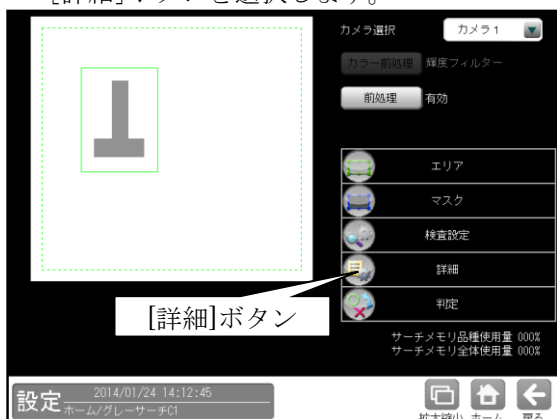 [詳細]ボタンを選択します。
カメラ選択
カメラ1
カラー前処理
輝度フィルター
前処理
有効
エリア
マスク
検査設定
詳細
判定
[詳細]ボタン
サーチメモリ品種使用量 000%
サーチメモリ全体使用量 000%
設定
2014/01/24 14:12:45
ホーム/グレーサーチC1
拡大縮小 ホーム 戻る